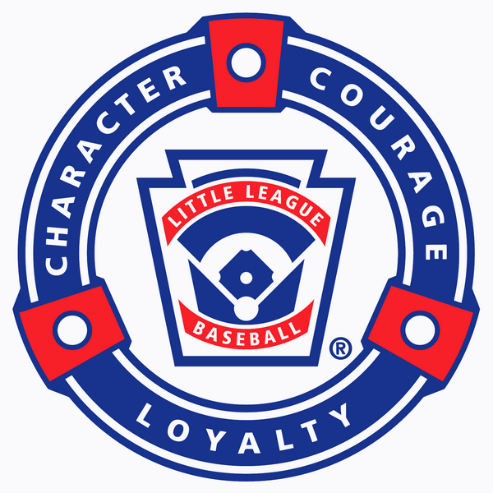 CHARACTER
COURAGE
LITTLE LEAGUE
BASEBALL
®
LOYALTY